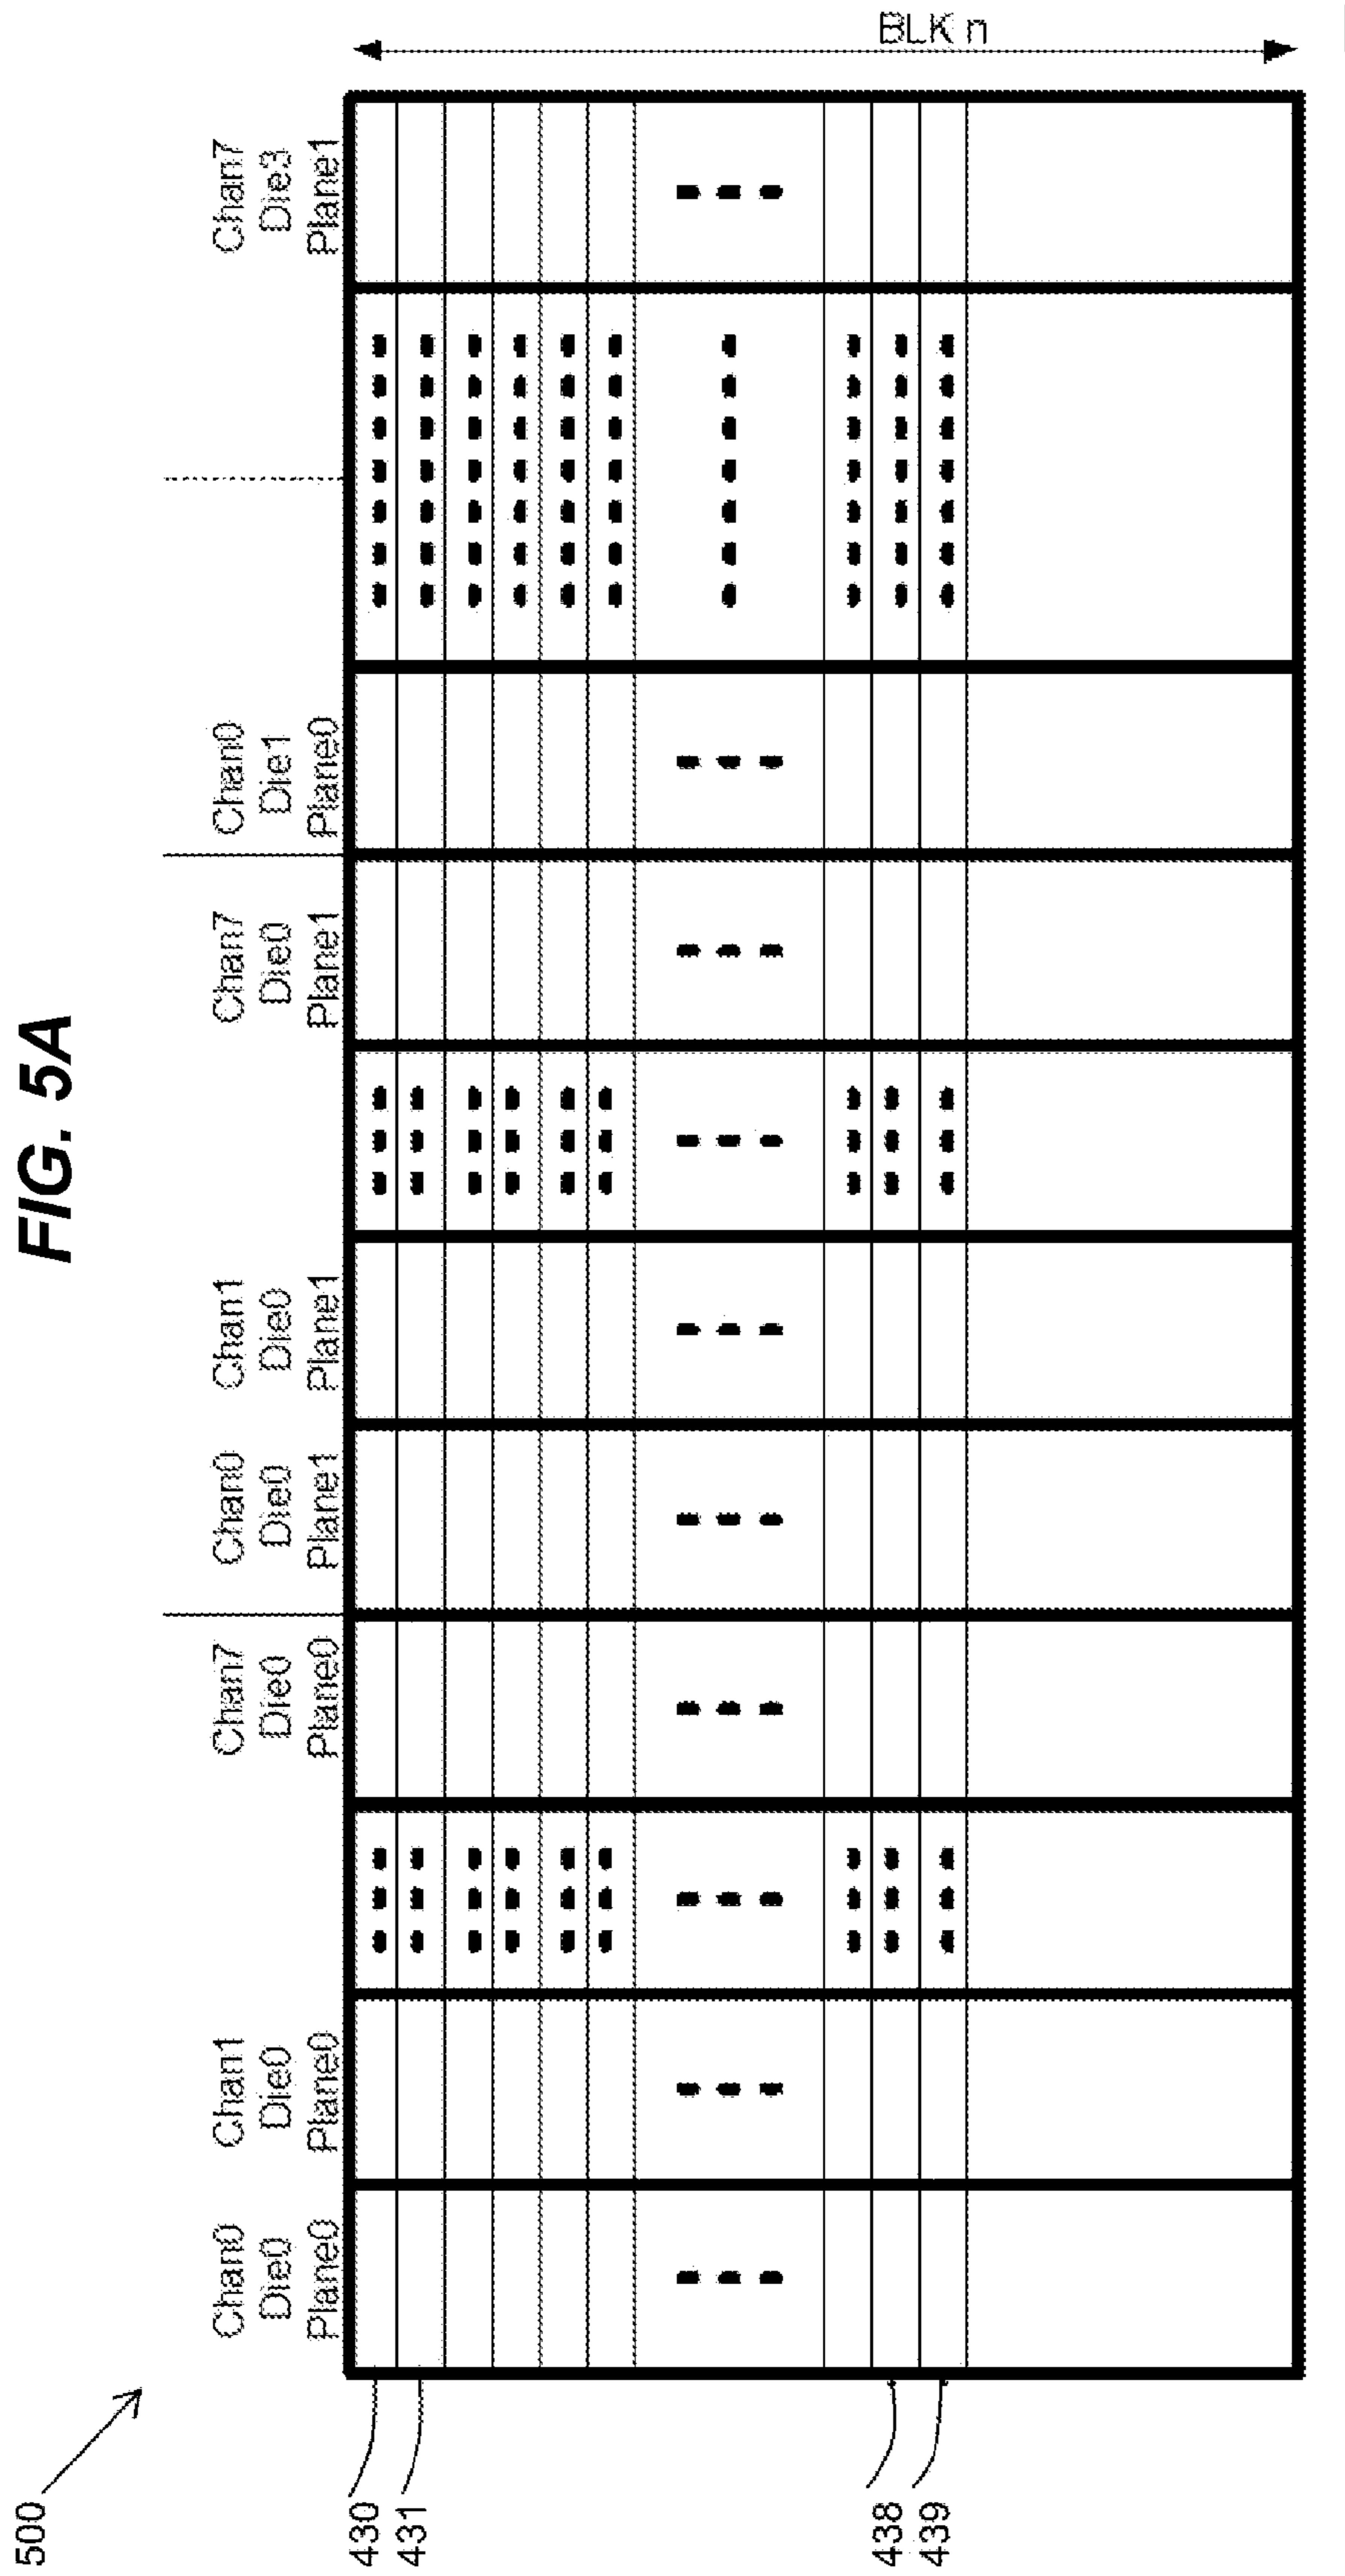 FIG. 5A
500
Chan0
Die0
Plane0
Chan1
Die0
Plane0
Chan7
Die0
Plane0
Chan0
Die0
Plane1
Chan1
Die0
Plane1
Chan7
Die0
Plane1
Chan0
Die1
Plane0
Chan7
Die3
Plane1
430
431
438
439
BLK n